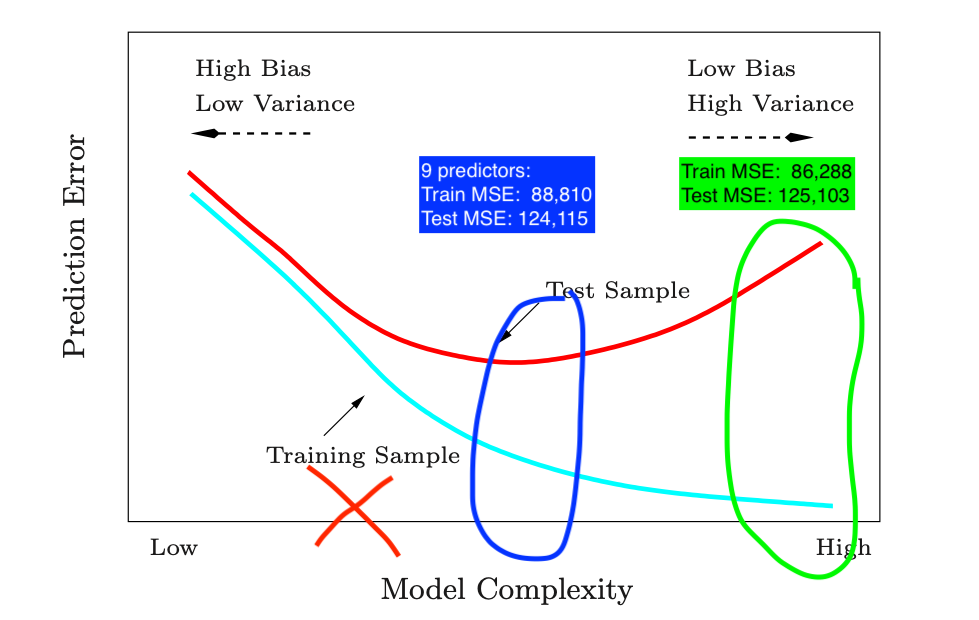 High Bias
Low Variance
Low Bias
High Variance
9 predictors:
Train MSE: 88,810
Test MSE: 124,115
Train MSE: 86,288
Test MSE: 125,103
Prediction Error
Test Sample
Training Sample
Low
High
Model Complexity